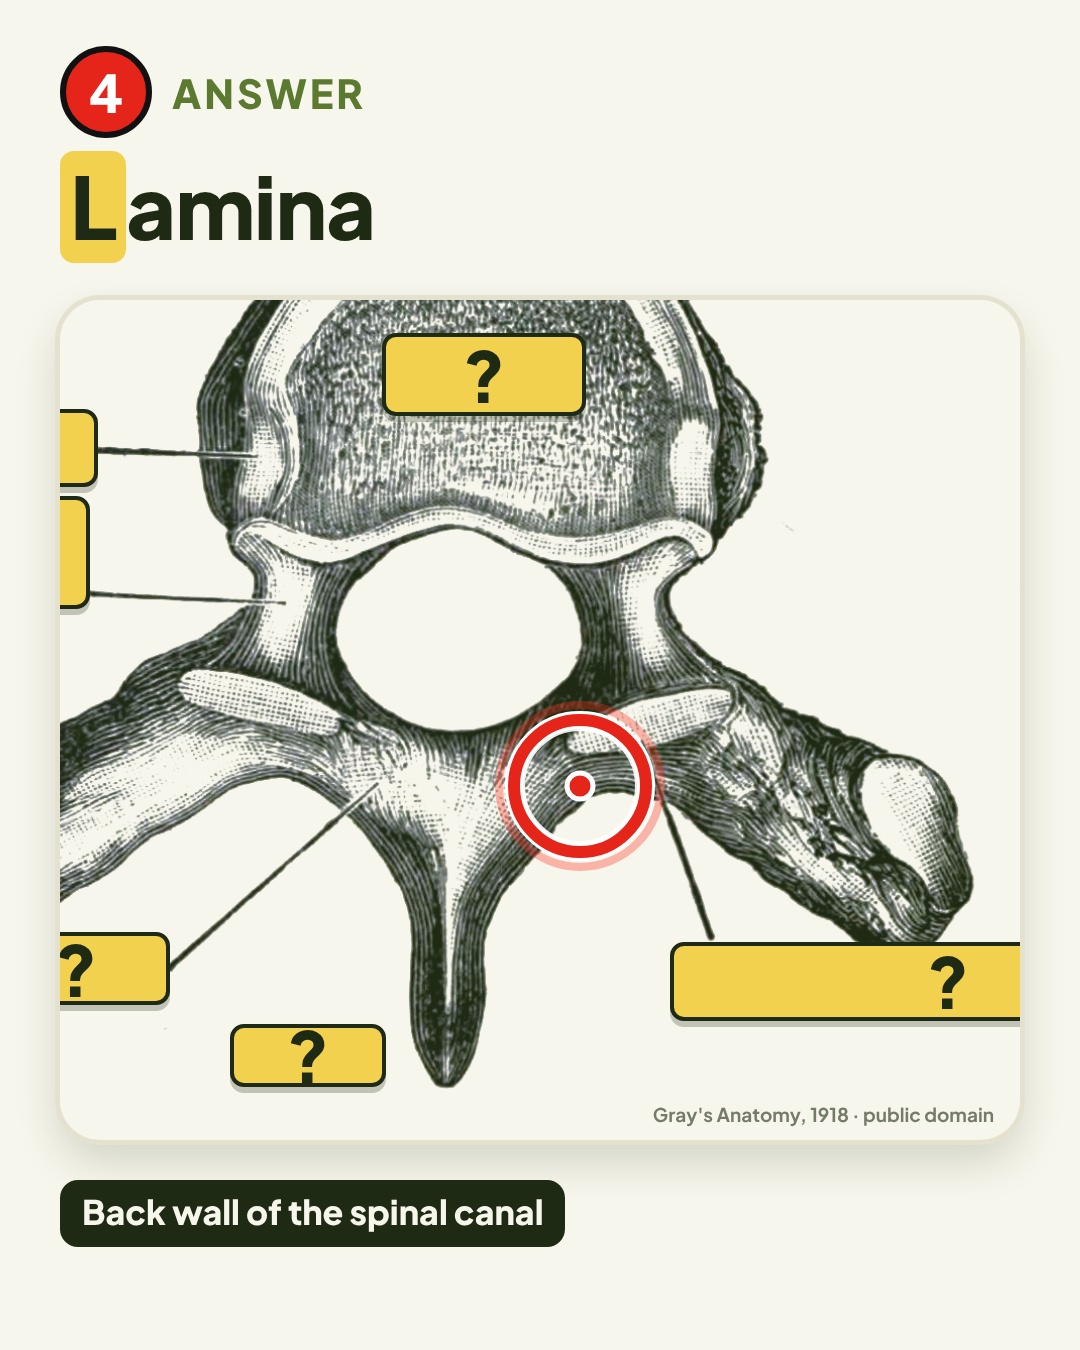 4 ANSWER
Lamina
?
?
?
?
Gray's Anatomy, 1918 · public domain
Back wall of the spinal canal